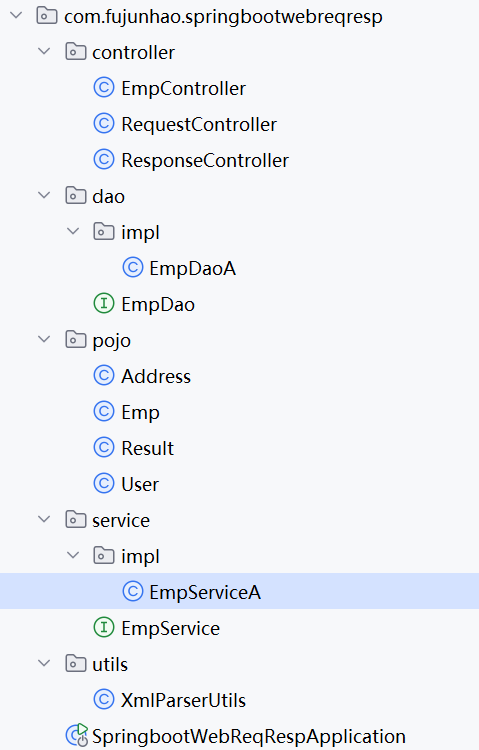 com.fujunhao.springbootwebreqresp
controller
EmpController
RequestController
ResponseController
dao
impl
EmpDaoA
EmpDao
pojo
Address
Emp
Result
User
service
impl
EmpServiceA
EmpService
utils
XmlParserUtils
SpringbootWebReqRespApplication